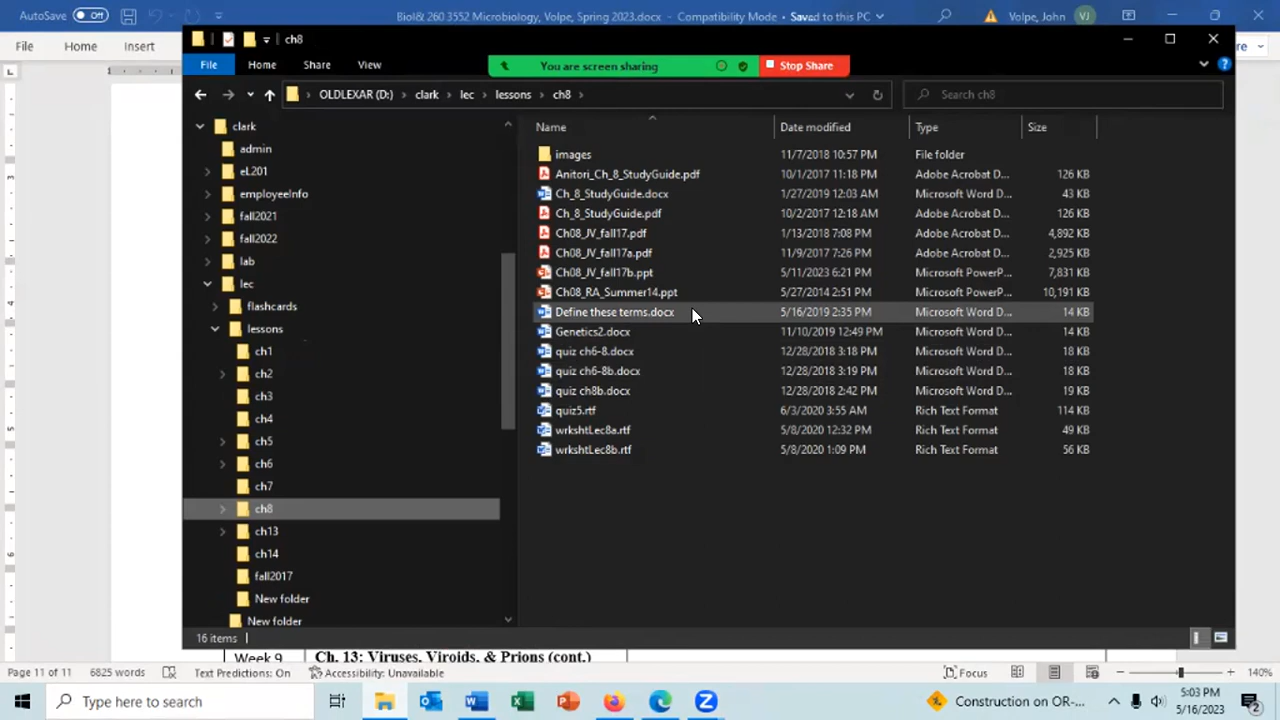 AutoSave Off Biol& 260 3552 Microbiology, Volpe, Spring 2023.docx - Compatibility Mode - Saved to this PC Volpe, John VJ
File Home Insert
ch8
File Home Share View You are screen sharing Stop Share
OLDLEXAR (D:) clark lec lessons ch8 Search ch8
clark
admin
eL201
employeeInfo
fall2021
fall2022
lab
lec
flashcards
lessons
ch1
ch2
ch3
ch4
ch5
ch6
ch7
ch8
ch13
ch14
fall2017
New folder
New folder
Name Date modified Type Size
images 11/7/2018 10:57 PM File folder
Anitori_Ch_8_StudyGuide.pdf 10/1/2017 11:18 PM Adobe Acrobat D... 126 KB
Ch_8_StudyGuide.docx 1/27/2019 12:03 AM Microsoft Word D... 43 KB
Ch_8_StudyGuide.pdf 10/2/2017 12:18 AM Adobe Acrobat D... 126 KB
Ch08_JV_fall17.pdf 1/13/2018 7:08 PM Adobe Acrobat D... 4,892 KB
Ch08_JV_fall17a.pdf 11/9/2017 7:26 PM Adobe Acrobat D... 2,925 KB
Ch08_JV_fall17b.ppt 5/11/2023 6:21 PM Microsoft PowerP... 7,831 KB
Ch08_RA_Summer14.ppt 5/27/2014 2:51 PM Microsoft PowerP... 10,191 KB
Define these terms.docx 5/16/2019 2:35 PM Microsoft Word D... 14 KB
Genetics2.docx 11/10/2019 12:49 PM Microsoft Word D... 14 KB
quiz ch6-8.docx 12/28/2018 3:18 PM Microsoft Word D... 18 KB
quiz ch6-8b.docx 12/28/2018 3:19 PM Microsoft Word D... 18 KB
quiz ch8b.docx 12/28/2018 2:42 PM Microsoft Word D... 19 KB
quiz5.rtf 6/3/2020 3:55 AM Rich Text Format 114 KB
wrkshtLec8a.rtf 5/8/2020 12:32 PM Rich Text Format 49 KB
wrkshtLec8b.rtf 5/8/2020 1:09 PM Rich Text Format 56 KB
16 items
Week 9 Ch. 13: Viruses, Viroids, & Prions (cont.)
Page 11 of 11 6825 words Text Predictions: On Accessibility: Unavailable Focus 140%
Type here to search Construction on OR-... 5:03 PM
5/16/2023 2